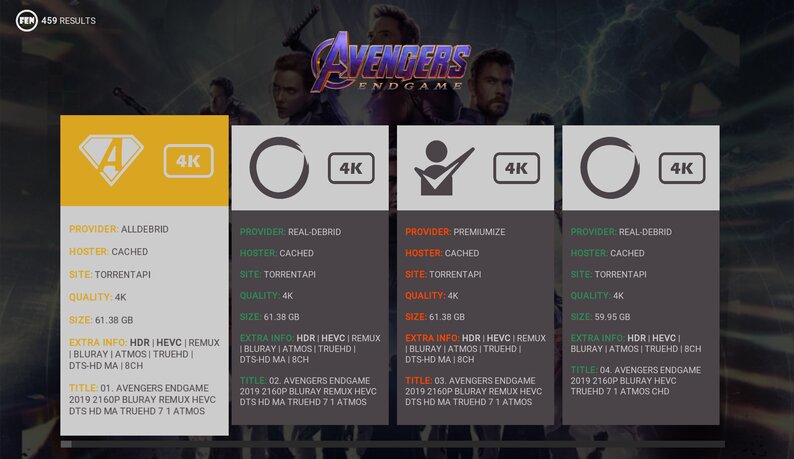 FEN 459 RESULTS
AVENGERS
ENDGAME
4K
PROVIDER: ALLDEBRID
HOSTER: CACHED
SITE: TORRENTAPI
QUALITY: 4K
SIZE: 61.38 GB
EXTRA INFO: HDR | HEVC | REMUX
| BLURAY | ATMOS | TRUEHD |
DTS-HD MA | 8CH
TITLE: 01. AVENGERS ENDGAME
2019 2160P BLURAY REMUX HEVC
DTS HD MA TRUEHD 7 1 ATMOS
4K
PROVIDER: REAL-DEBRID
HOSTER: CACHED
SITE: TORRENTAPI
QUALITY: 4K
SIZE: 61.38 GB
EXTRA INFO: HDR | HEVC | REMUX
| BLURAY | ATMOS | TRUEHD |
DTS-HD MA | 8CH
TITLE: 02. AVENGERS ENDGAME
2019 2160P BLURAY REMUX HEVC
DTS HD MA TRUEHD 7 1 ATMOS
4K
PROVIDER: PREMIUMIZE
HOSTER: CACHED
SITE: TORRENTAPI
QUALITY: 4K
SIZE: 61.38 GB
EXTRA INFO: HDR | HEVC | REMUX
| BLURAY | ATMOS | TRUEHD |
DTS-HD MA | 8CH
TITLE: 03. AVENGERS ENDGAME
2019 2160P BLURAY REMUX HEVC
DTS HD MA TRUEHD 7 1 ATMOS
4K
PROVIDER: REAL-DEBRID
HOSTER: CACHED
SITE: TORRENTAPI
QUALITY: 4K
SIZE: 59.95 GB
EXTRA INFO: HDR | HEVC |
BLURAY | ATMOS | TRUEHD | 8CH
TITLE: 04. AVENGERS ENDGAME
2019 2160P BLURAY HEVC
TRUEHD 7 1 ATMOS CHD